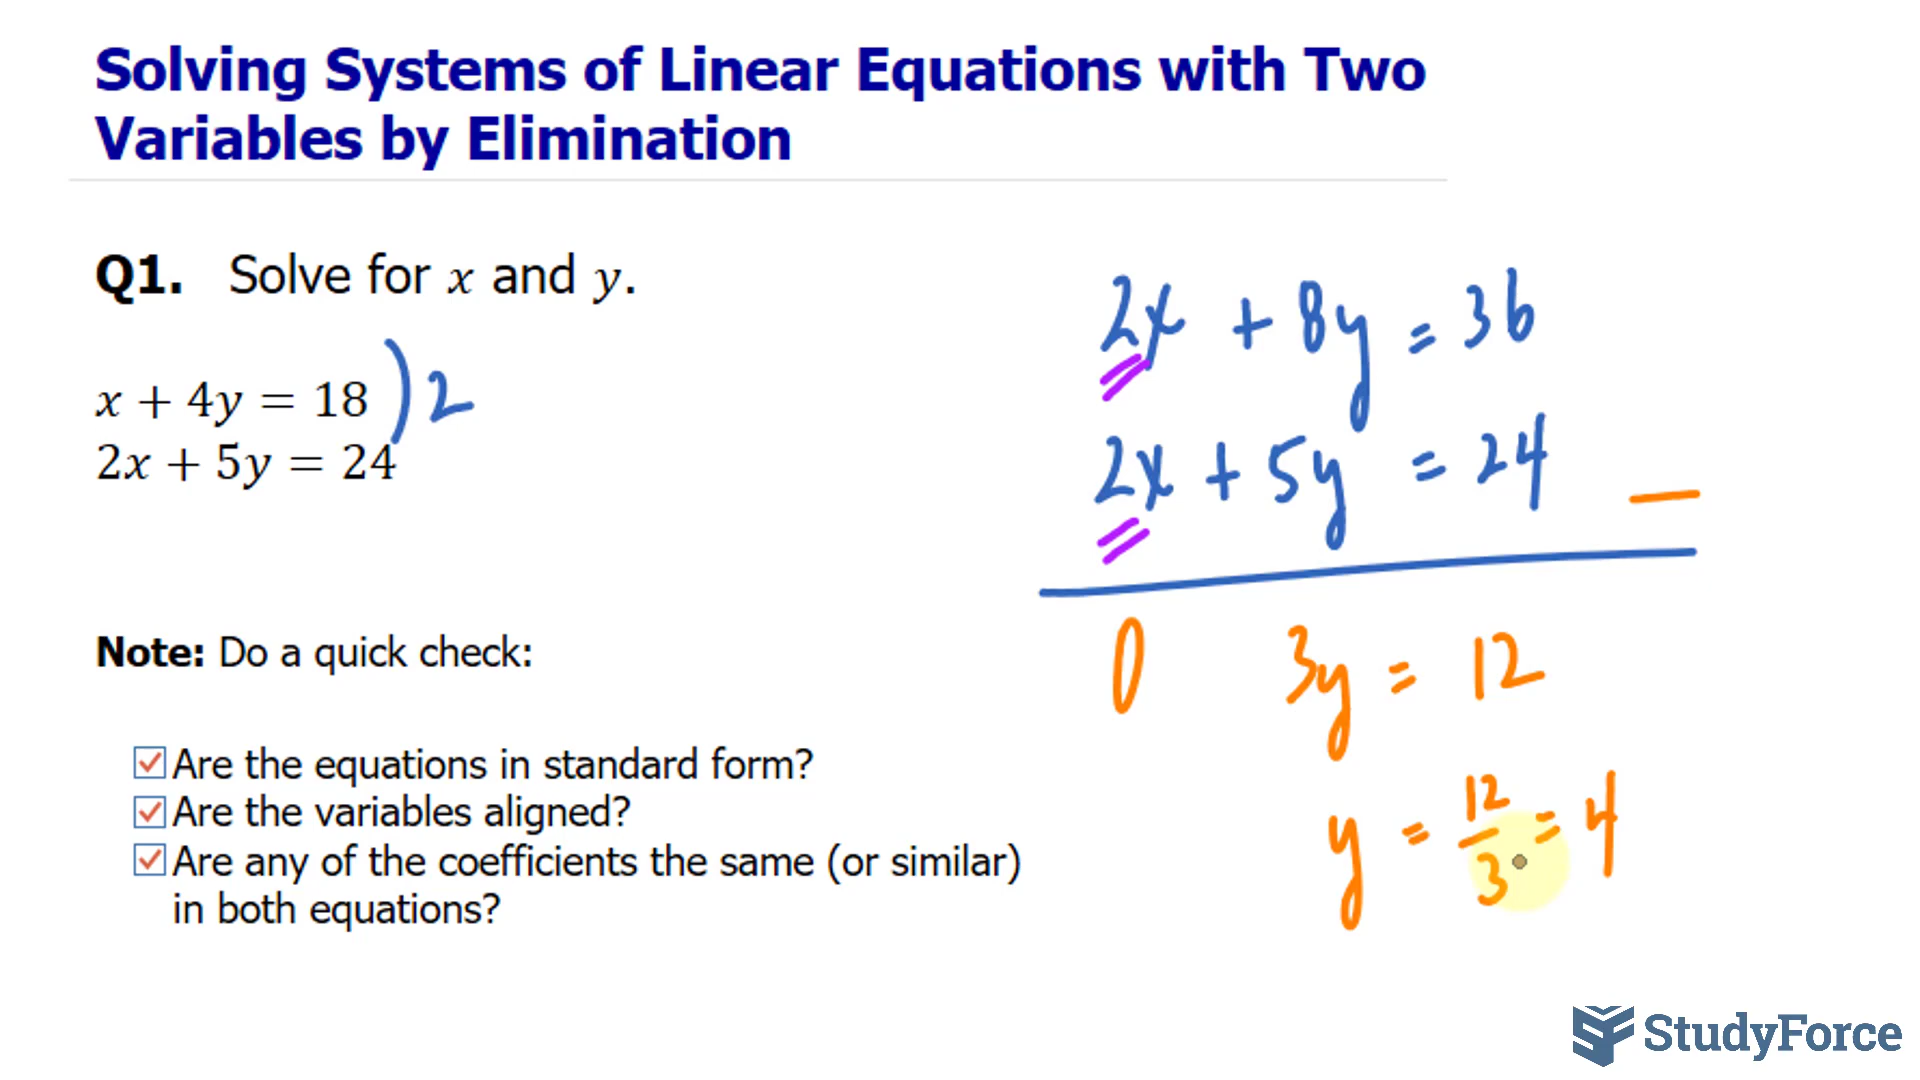 Solving Systems of Linear Equations with Two
Variables by Elimination
Q1. Solve for x and y.
x + 4y = 18 ) 2
2x + 5y = 24
Note: Do a quick check:
☑ Are the equations in standard form?
☑ Are the variables aligned?
☑ Are any of the coefficients the same (or similar)
in both equations?
2x + 8y = 36
2x + 5y = 24 —
0 3y = 12
y = 12/3 = 4
StudyForce